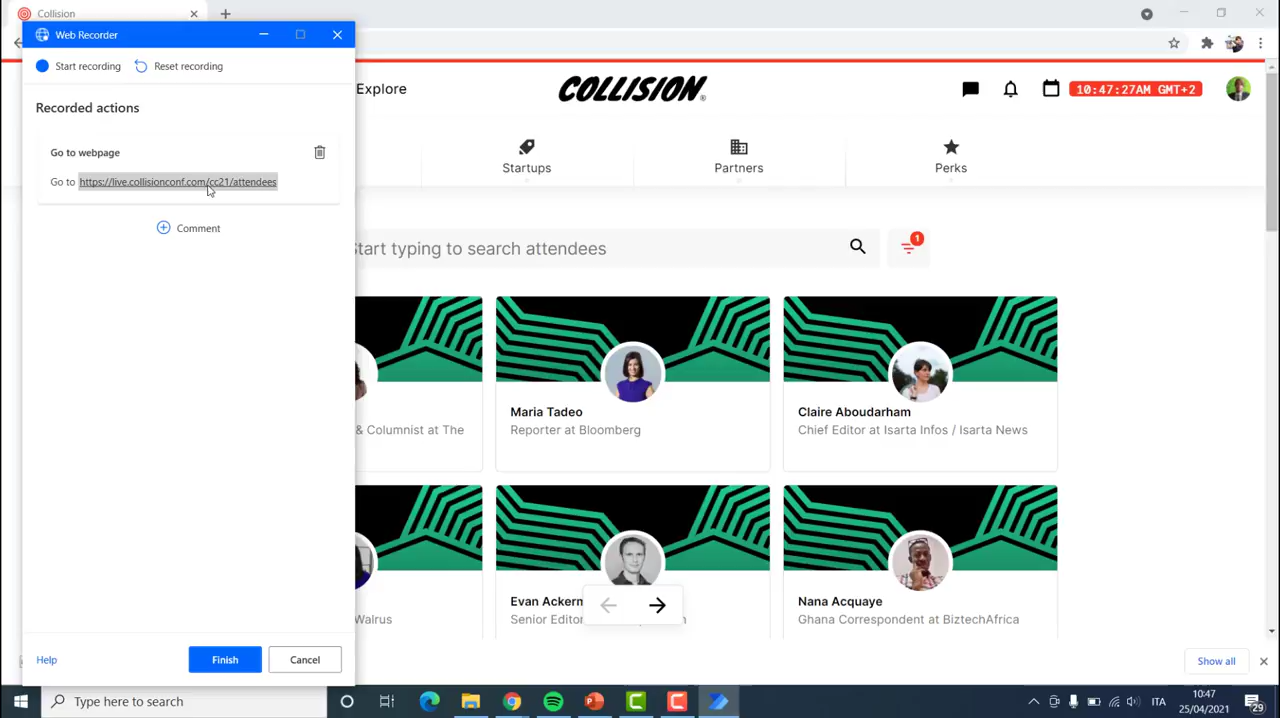 Collision
Web Recorder
Start recording
Reset recording
Recorded actions
Go to webpage
Go to https://live.collisionconf.com/cc21/attendees
Comment
Help
Finish
Cancel
Explore
COLLISION
10:47:27AM GMT+2
Startups
Partners
Perks
Start typing to search attendees
1
& Columnist at The
Maria Tadeo
Reporter at Bloomberg
Claire Aboudarham
Chief Editor at Isarta Infos / Isarta News
Walrus
Evan Ackerm
Senior Edito
Nana Acquaye
Ghana Correspondent at BiztechAfrica
Show all
Type here to search
ITA
10:47
25/04/2021
29